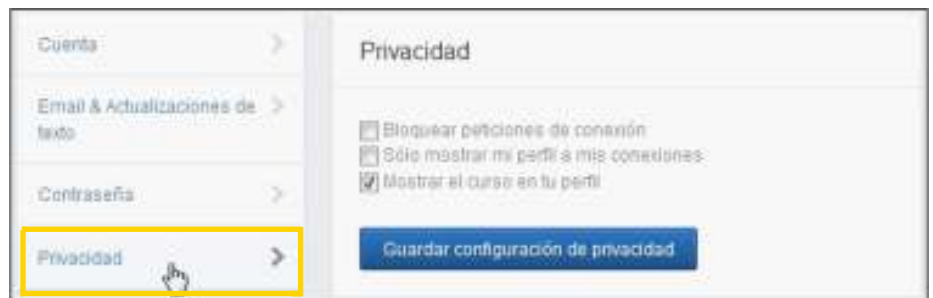 Cuenta
Email & Actualizaciones de
texto
Contraseña
Privacidad
Privacidad
Bloquear peticiones de conexión
Sólo mostrar mi perfil a mis conexiones
Mostrar el curso en tu perfil
Guardar configuración de privacidad